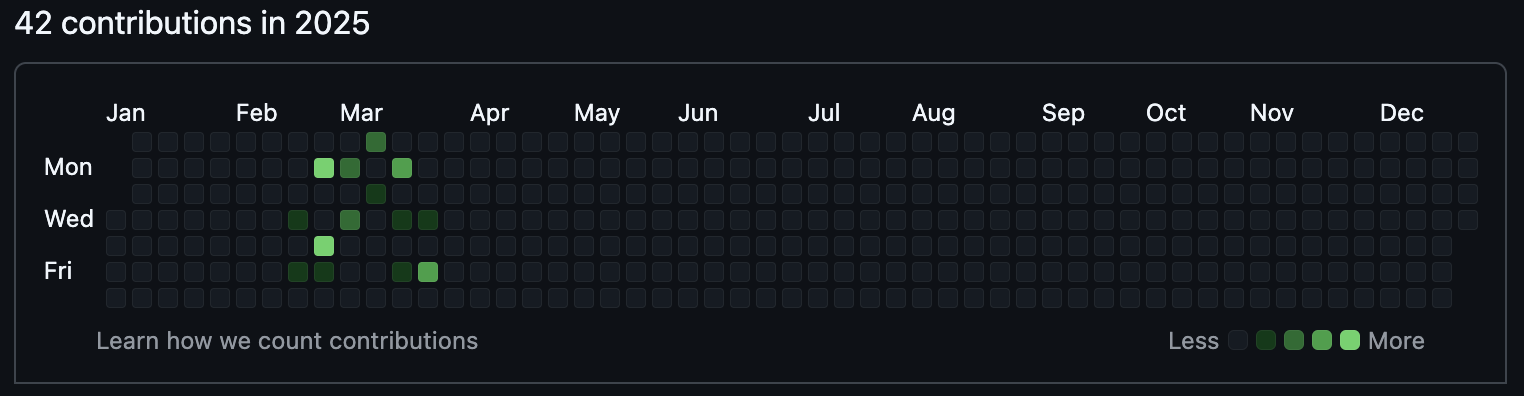 42 contributions in 2025
Jan Feb Mar Apr May Jun Jul Aug Sep Oct Nov Dec
Mon
Wed
Fri
Learn how we count contributions
Less More